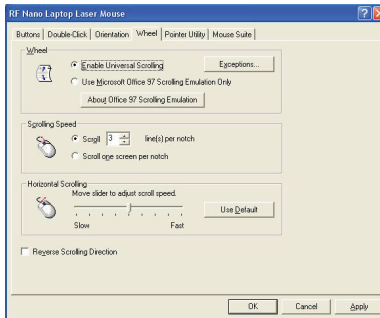 RF Nano Laptop Laser Mouse
Buttons Double-Click Orientation Wheel Pointer Utility Mouse Suite
Wheel
Enable Universal Scrolling
Exceptions...
Use Microsoft Office 97 Scrolling Emulation Only
About Office 97 Scrolling Emulation
Scrolling Speed
Scroll 3 line(s) per notch
Scroll one screen per notch
Horizontal Scrolling
Move slider to adjust scroll speed.
Slow Fast
Use Default
Reverse Scrolling Direction
OK Cancel Apply